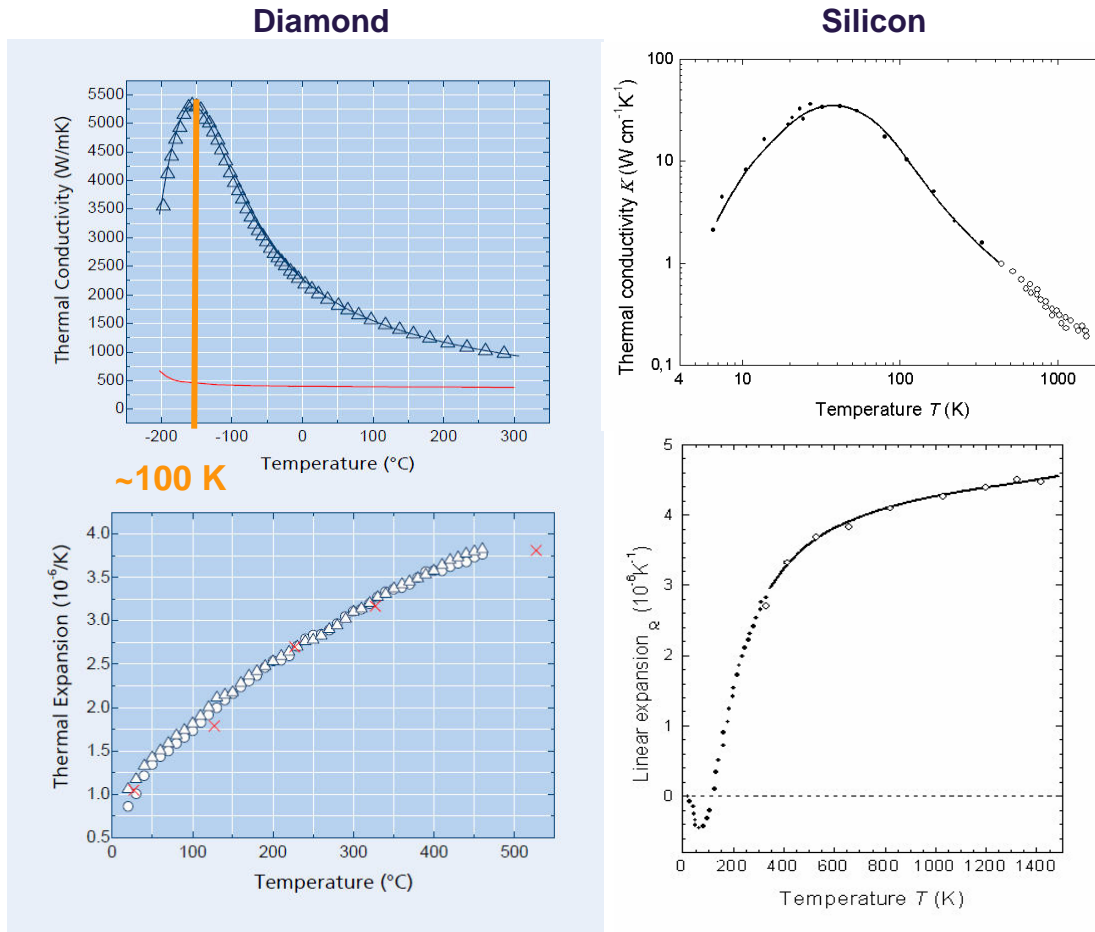 Diamond
Silicon
Thermal Conductivity (W/mK)
5500
5000
4500
4000
3500
3000
2500
2000
1500
1000
500
0
-200 -100 0 100 200 300
Temperature (°C)
~100 K
Thermal conductivity K (W cm⁻¹K⁻¹)
100
10
1
0,1
4 10 100 1000
Temperature T (K)
Thermal Expansion (10⁻⁶/K)
4.0
3.5
3.0
2.5
2.0
1.5
1.0
0.5
0 100 200 300 400 500
Temperature (°C)
Linear expansion α (10⁻⁶K⁻¹)
5
4
3
2
1
0
0 200 400 600 800 1000 1200 1400
Temperature T (K)